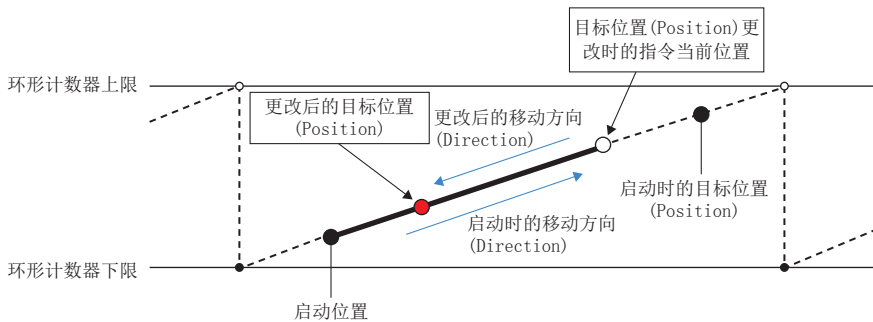 目标位置(Position)更
改时的指令当前位置
环形计数器上限
更改后的目标位置
(Position)
更改后的移动方向
(Direction)
启动时的目标位置
(Position)
启动时的移动方向
(Direction)
环形计数器下限
启动位置